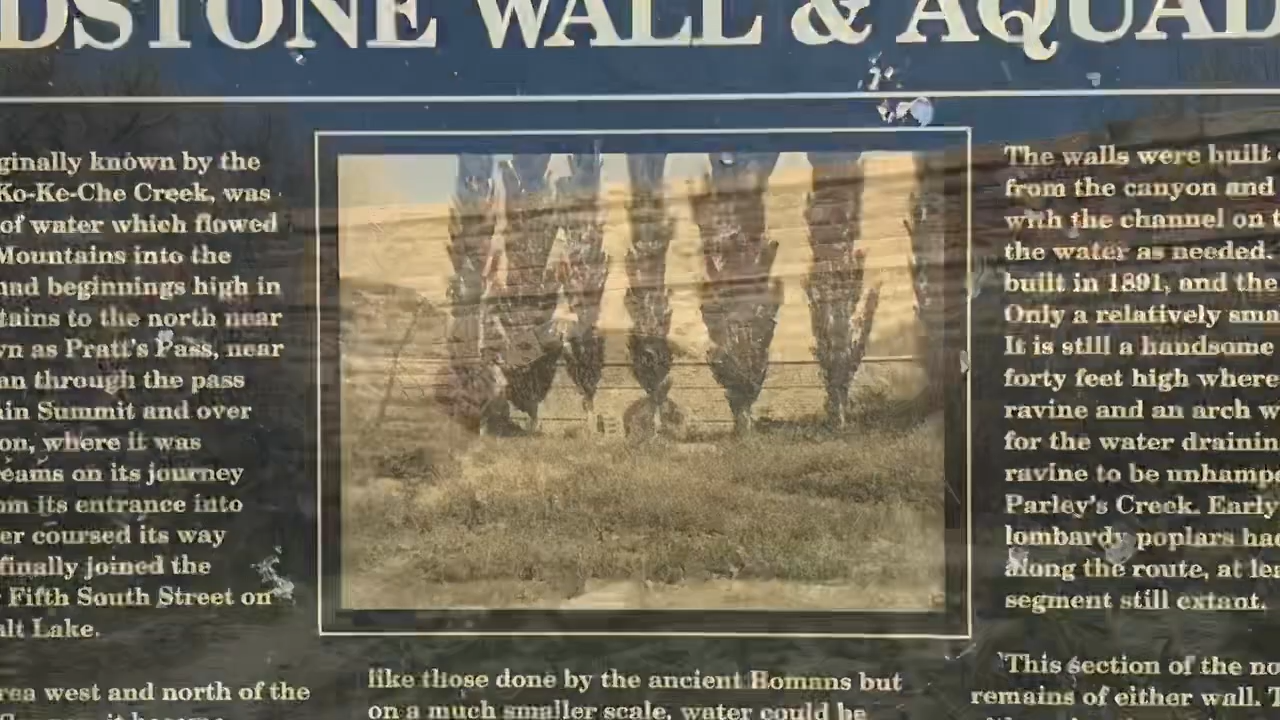 DSTONE WALL & AQUAD
ginally known by the
Ko-Ke-Che Creek, was
of water which flowed
Mountains into the
had beginnings high in
tains to the north near
wn as Pratt's Pass, near
an through the pass
ain Summit and over
on, where it was
reams on its journey
om its entrance into
er coursed its way
finally joined the
Fifth South Street on
alt Lake.
rea west and north of the
it became
like those done by the ancient Romans but
on a much smaller scale, water could be
The walls were built
from the canyon and
with the channel on t
the water as needed.
built in 1891, and the
Only a relatively sma
It is still a handsome
forty feet high where
ravine and an arch w
for the water drainin
ravine to be unhampe
Parley's Creek. Early
lombardy poplars had
along the route, at lea
segment still extant.
This section of the no
remains of either wall. T